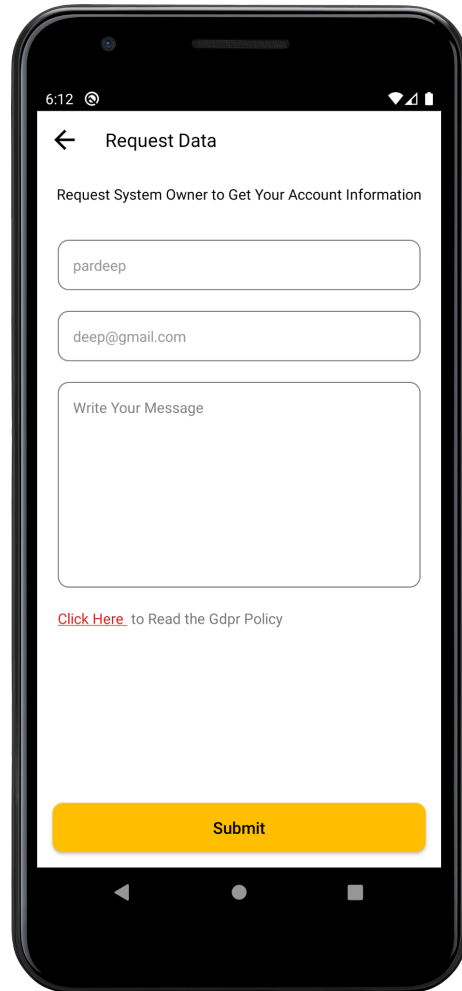 6:12
Request Data
Request System Owner to Get Your Account Information
pardeep
deep@gmail.com
Write Your Message
Click Here to Read the Gdpr Policy
Submit